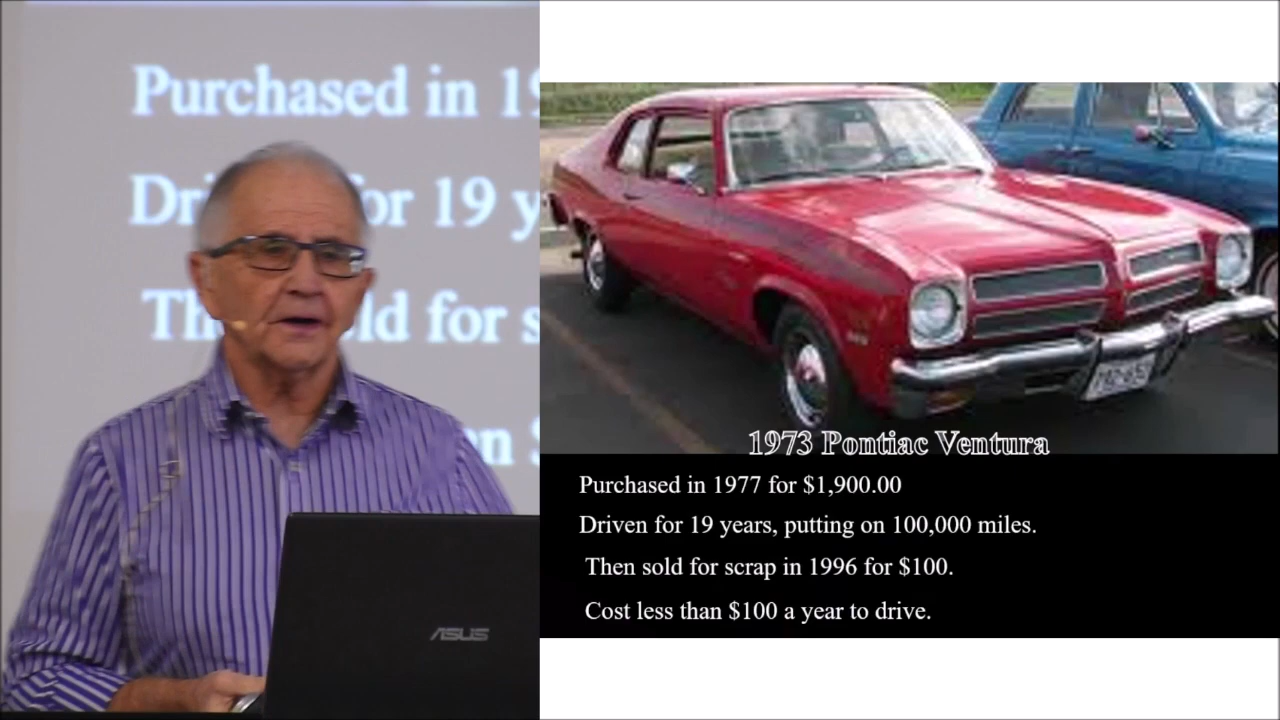 Purchased in 19
Dri for 19 y
Th ld for s
en $
ASUS
1973 Pontiac Ventura
Purchased in 1977 for $1,900.00
Driven for 19 years, putting on 100,000 miles.
Then sold for scrap in 1996 for $100.
Cost less than $100 a year to drive.